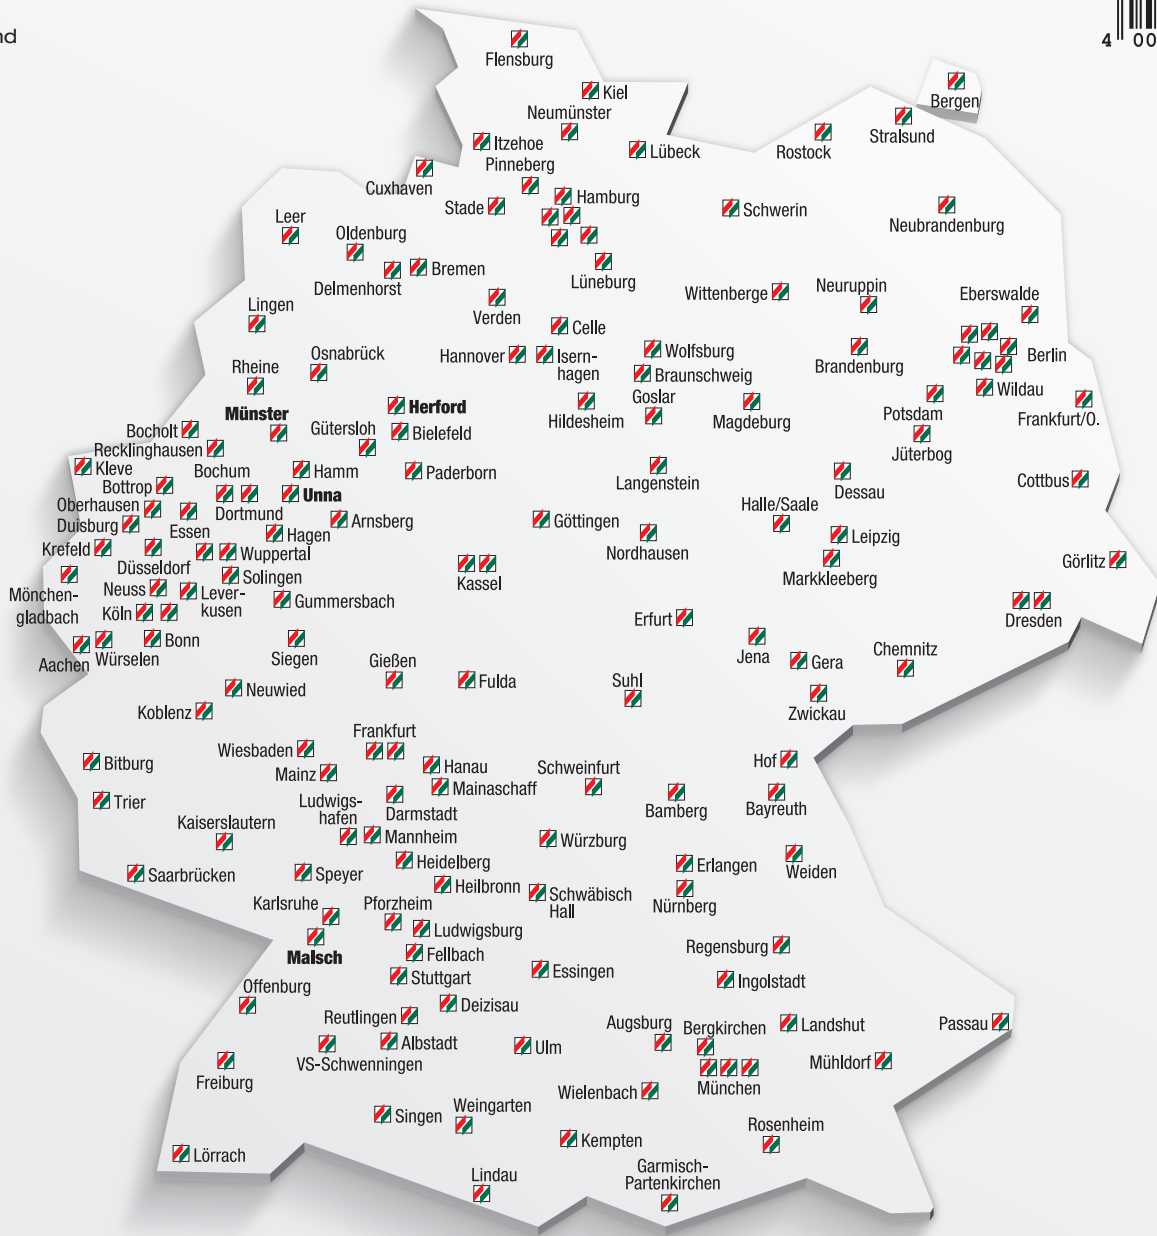 nd
4 00
Flensburg
Kiel
Neumünster
Bergen
Stralsund
Rostock
Itzehoe
Pinneberg
Lübeck
Cuxhaven
Stade
Hamburg
Schwerin
Neubrandenburg
Leer
Oldenburg
Bremen
Delmenhorst
Lüneburg
Wittenberge
Neuruppin
Eberswalde
Lingen
Verden
Celle
Hannover
Isern-
hagen
Wolfsburg
Brandenburg
Berlin
Osnabrück
Rheine
Braunschweig
Wildau
Goslar
Potsdam
Frankfurt/O.
Münster
Herford
Hildesheim
Magdeburg
Bocholt
Gütersloh
Bielefeld
Jüterbog
Recklinghausen
Kleve
Bochum
Hamm
Paderborn
Langenstein
Dessau
Cottbus
Bottrop
Unna
Oberhausen
Dortmund
Halle/Saale
Duisburg
Essen
Arnsberg
Göttingen
Hagen
Nordhausen
Leipzig
Krefeld
Wuppertal
Düsseldorf
Kassel
Markkleeberg
Görlitz
Solingen
Mönchen-
gladbach
Neuss
Lever-
kusen
Gummersbach
Köln
Erfurt
Dresden
Bonn
Aachen
Würselen
Siegen
Gießen
Jena
Gera
Chemnitz
Neuwied
Fulda
Suhl
Koblenz
Zwickau
Frankfurt
Wiesbaden
Bitburg
Mainz
Hanau
Schweinfurt
Hof
Mainaschaff
Trier
Ludwigs-
hafen
Darmstadt
Bamberg
Bayreuth
Kaiserslautern
Mannheim
Würzburg
Heidelberg
Erlangen
Weiden
Saarbrücken
Speyer
Heilbronn
Schwäbisch
Hall
Nürnberg
Karlsruhe
Pforzheim
Ludwigsburg
Malsch
Fellbach
Regensburg
Stuttgart
Essingen
Ingolstadt
Offenburg
Deizisau
Reutlingen
Augsburg
Bergkirchen
Landshut
Passau
Albstadt
Ulm
VS-Schwenningen
Mühldorf
Freiburg
München
Wielenbach
Singen
Weingarten
Rosenheim
Kempten
Lörrach
Lindau
Garmisch-
Partenkirchen